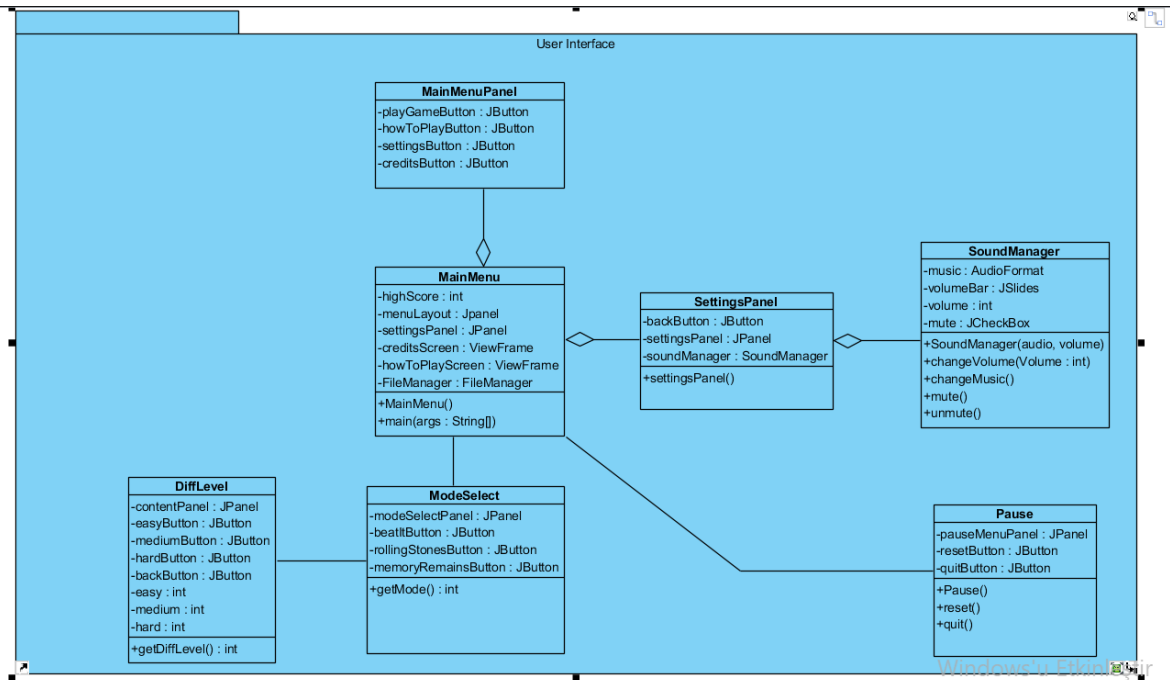 User Interface
MainMenuPanel
-playGameButton : JButton
-howToPlayButton : JButton
-settingsButton : JButton
-creditsButton : JButton
MainMenu
-highScore : int
-menuLayout : Jpanel
-settingsPanel : JPanel
-creditsScreen : ViewFrame
-howToPlayScreen : ViewFrame
-FileManager : FileManager
+MainMenu()
+main(args : String[])
SettingsPanel
-backButton : JButton
-settingsPanel : JPanel
-soundManager : SoundManager
+settingsPanel()
SoundManager
-music : AudioFormat
-volumeBar : JSlides
-volume : int
-mute : JCheckBox
+SoundManager(audio, volume)
+changeVolume(Volume : int)
+changeMusic()
+mute()
+unmute()
DiffLevel
-contentPanel : JPanel
-easyButton : JButton
-mediumButton : JButton
-hardButton : JButton
-backButton : JButton
-easy : int
-medium : int
-hard : int
+getDiffLevel() : int
ModeSelect
-modeSelectPanel : JPanel
-beatItButton : JButton
-rollingStonesButton : JButton
-memoryRemainsButton : JButton
+getMode() : int
Pause
-pauseMenuPanel : JPanel
-resetButton : JButton
-quitButton : JButton
+Pause()
+reset()
+quit()
Windows'u Etkinleştir